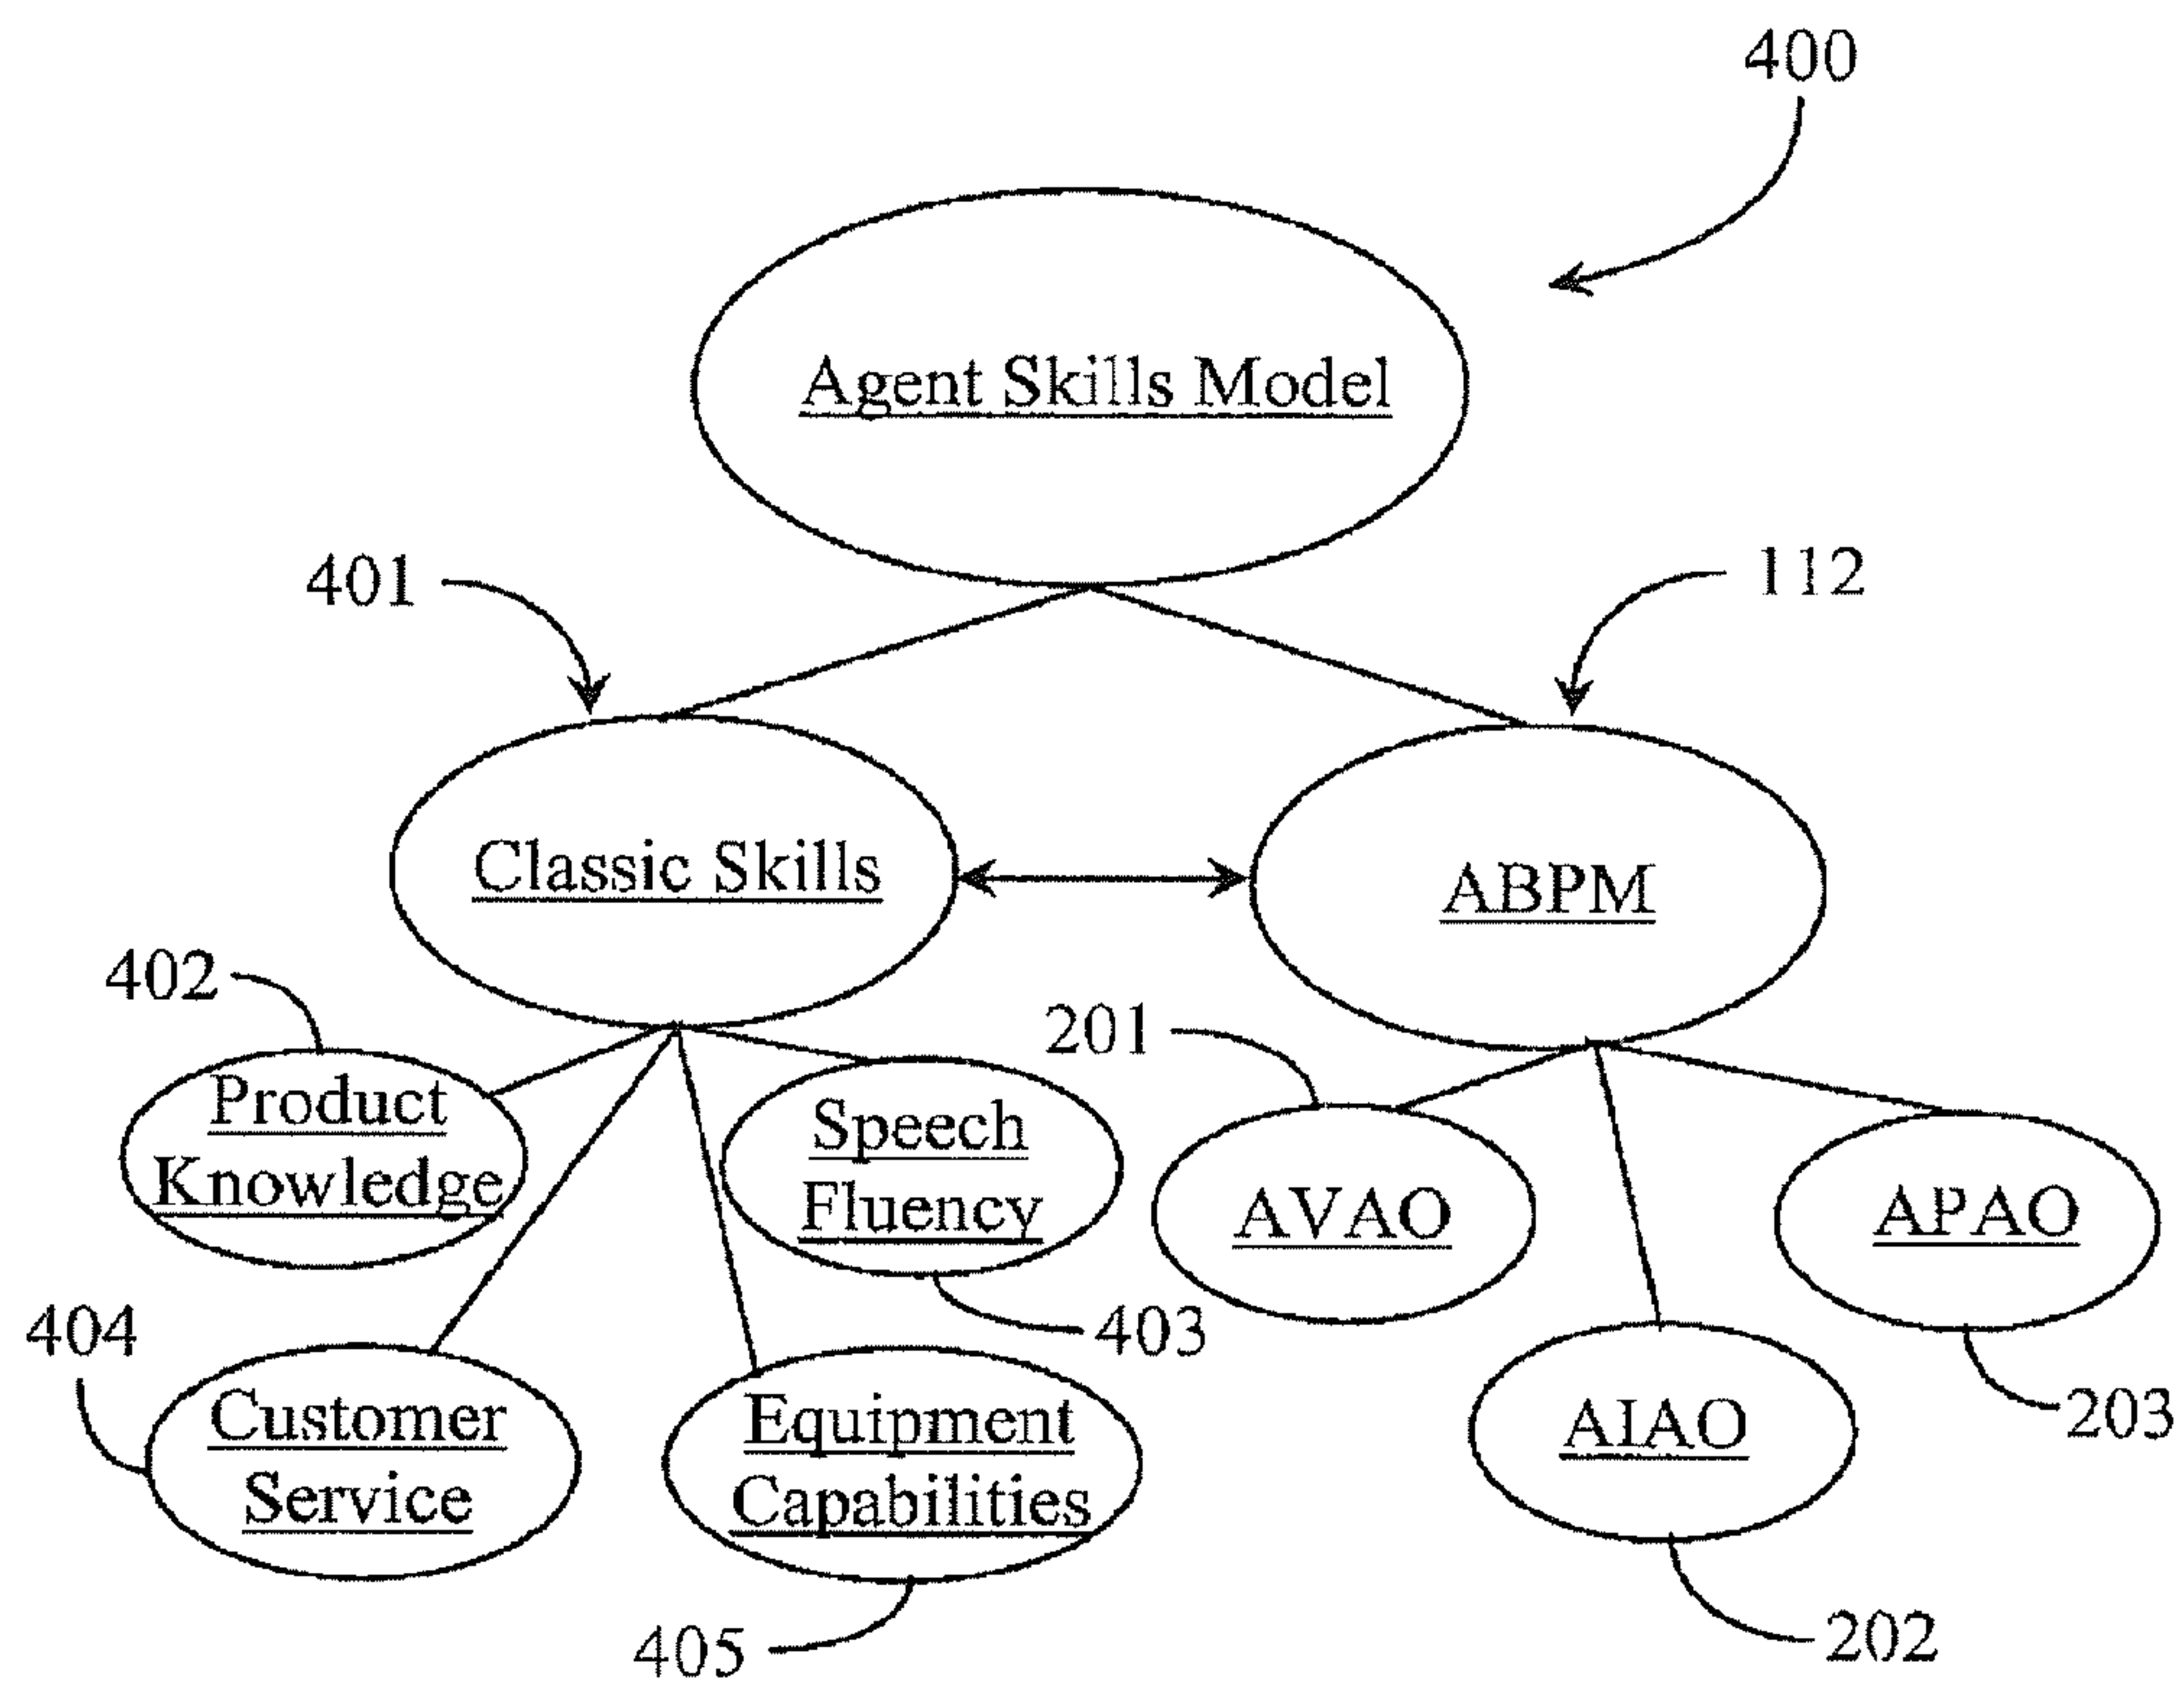 400
Agent Skills Model
401
112
Classic Skills
ABPM
402
201
Product
Knowledge
Speech
Fluency
AVAO
APAO
404
403
Customer
Service
Equipment
Capabilities
AIAO
203
405
202